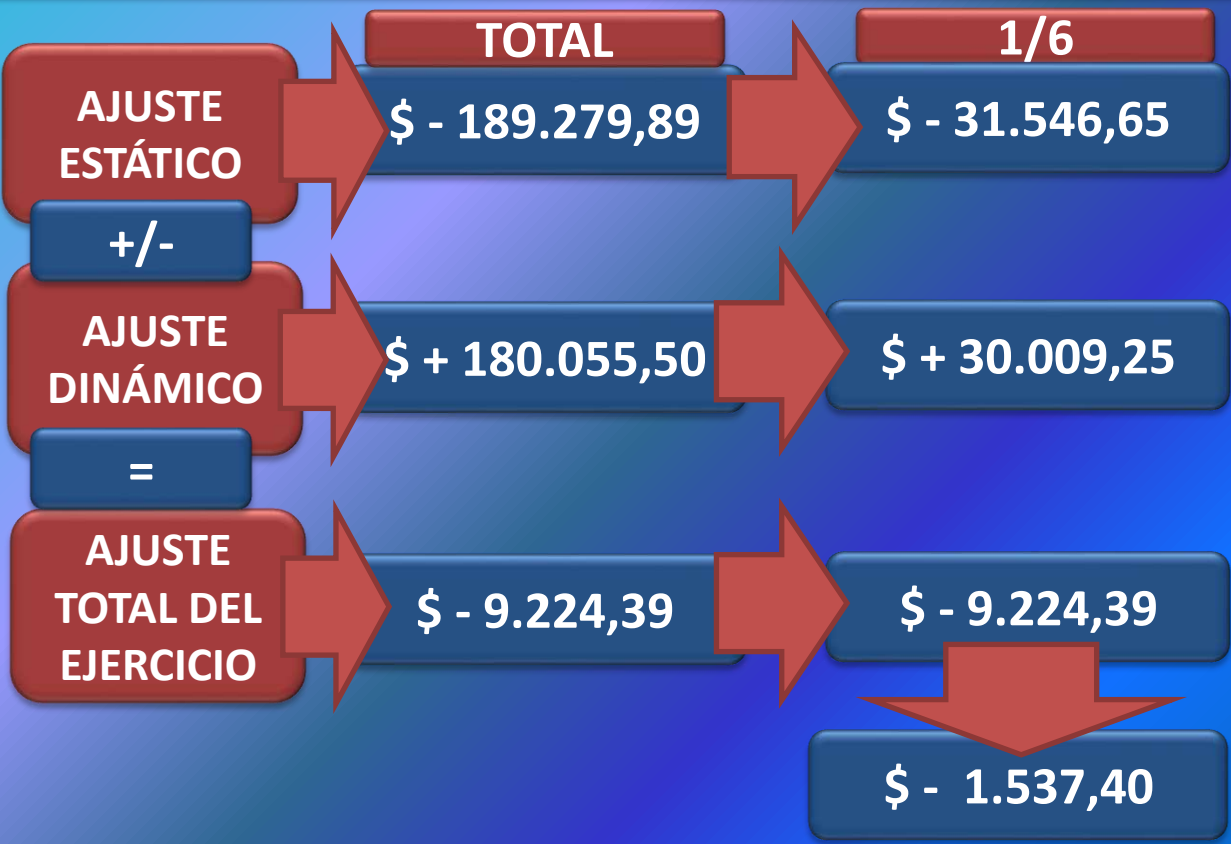 TOTAL
1/6
AJUSTE
ESTÁTICO
$ - 189.279,89
$ - 31.546,65
+/-
AJUSTE
DINÁMICO
$ + 180.055,50
$ + 30.009,25
=
AJUSTE
TOTAL DEL
EJERCICIO
$ - 9.224,39
$ - 9.224,39
$ - 1.537,40